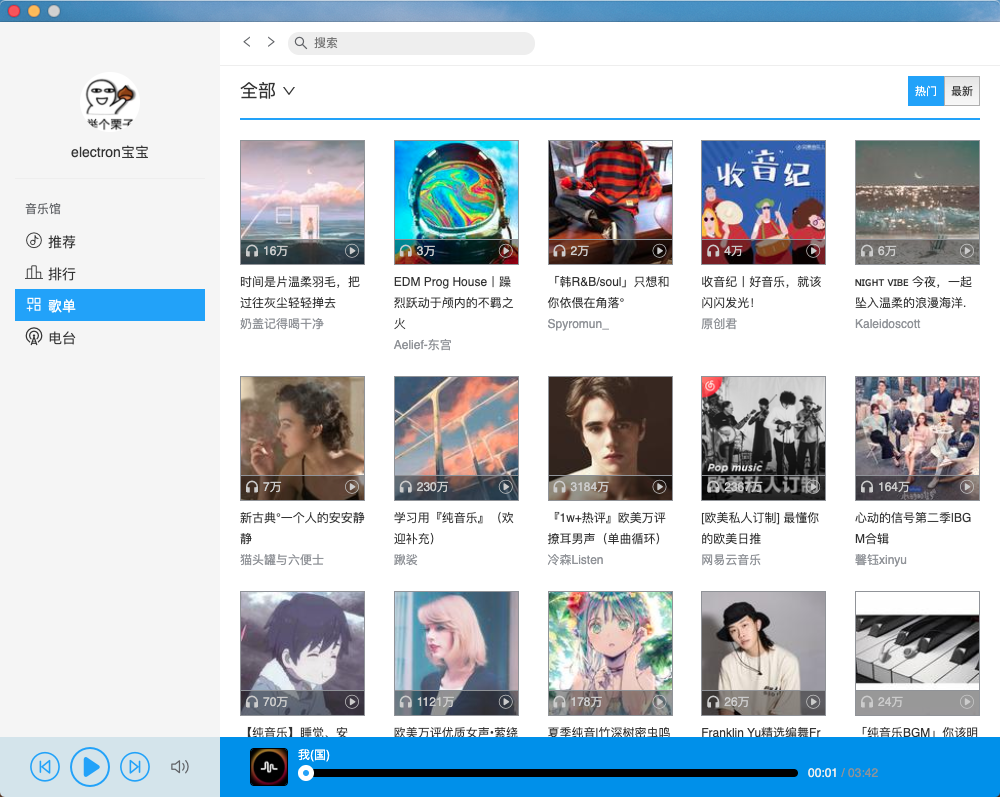 搜索
全部
热门
最新
举个栗子
electron宝宝
音乐馆
推荐
排行
歌单
电台
收"音"纪
16万
3万
2万
4万
6万
时间是片温柔羽毛，把
过往灰尘轻轻掸去
奶盖记得喝干净
EDM Prog House丨躁
烈跃动于颅内的不羁之
火
Aelief-东宫
「韩R&B/soul」只想和
你依偎在角落°
Spyromun_
收音纪丨好音乐，就该
闪闪发光！
原创君
ɴɪɢʜᴛ ᴠɪʙᴇ 今夜，一起
坠入温柔的浪漫海洋.
Kaleidoscott
Pop music
欧美私人订制
7万
230万
3184万
2367万
164万
新古典°一个人的安安静
静
猫头罐与六便士
学习用『纯音乐』（欢
迎补充）
踿裟
『1w+热评』欧美万评
撩耳男声（单曲循环）
冷森Listen
[欧美私人订制] 最懂你
的欧美日推
网易云音乐
心动的信号第二季|BG
M合辑
馨钰xinyu
70万
1121万
178万
26万
24万
【纯音乐】睡觉、安
欧美万评优质女声•萦绕
夏季纯音|竹深树密虫鸣
Franklin Yu精选编舞Fr
「纯音乐BGM」你该明
我(国)
00:01 / 03:42